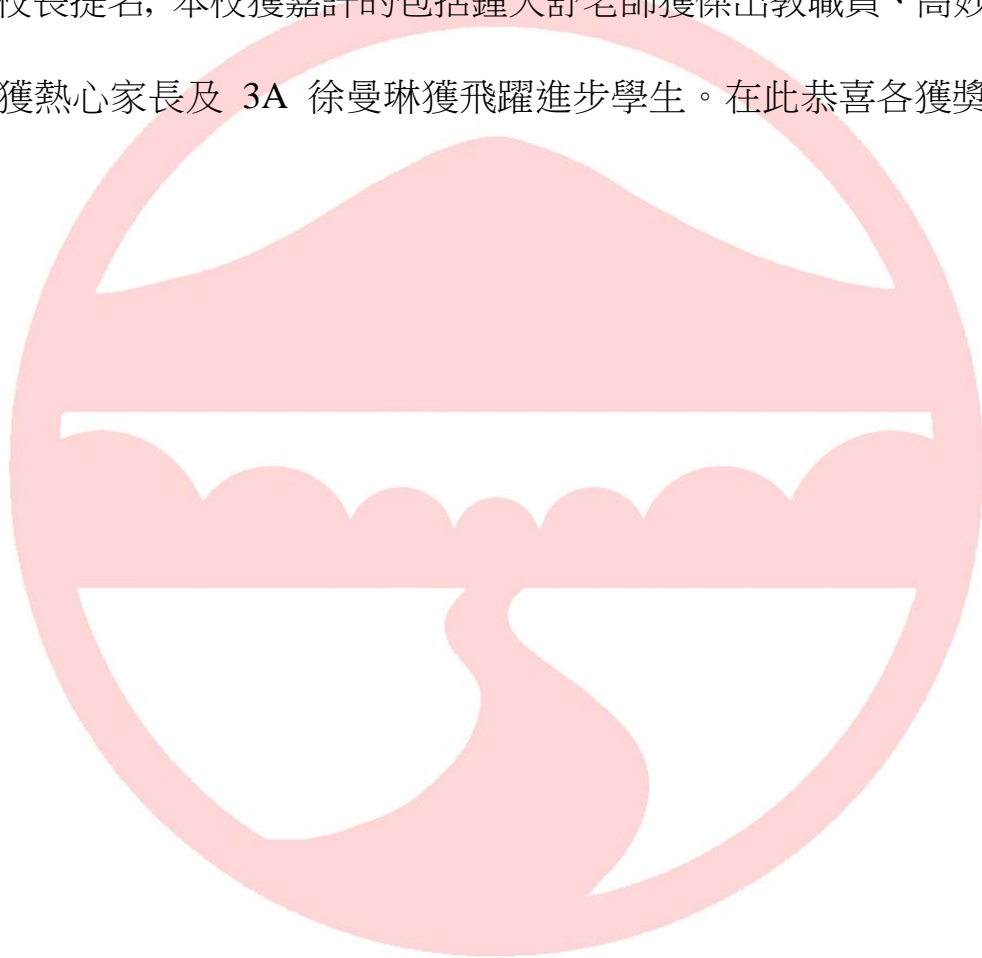 校長提名, 本校獲嘉許的包括鍾天舒老師獲傑出教職員、高妙
獲熱心家長及 3A 徐曼琳獲飛躍進步學生。在此恭喜各獲獎